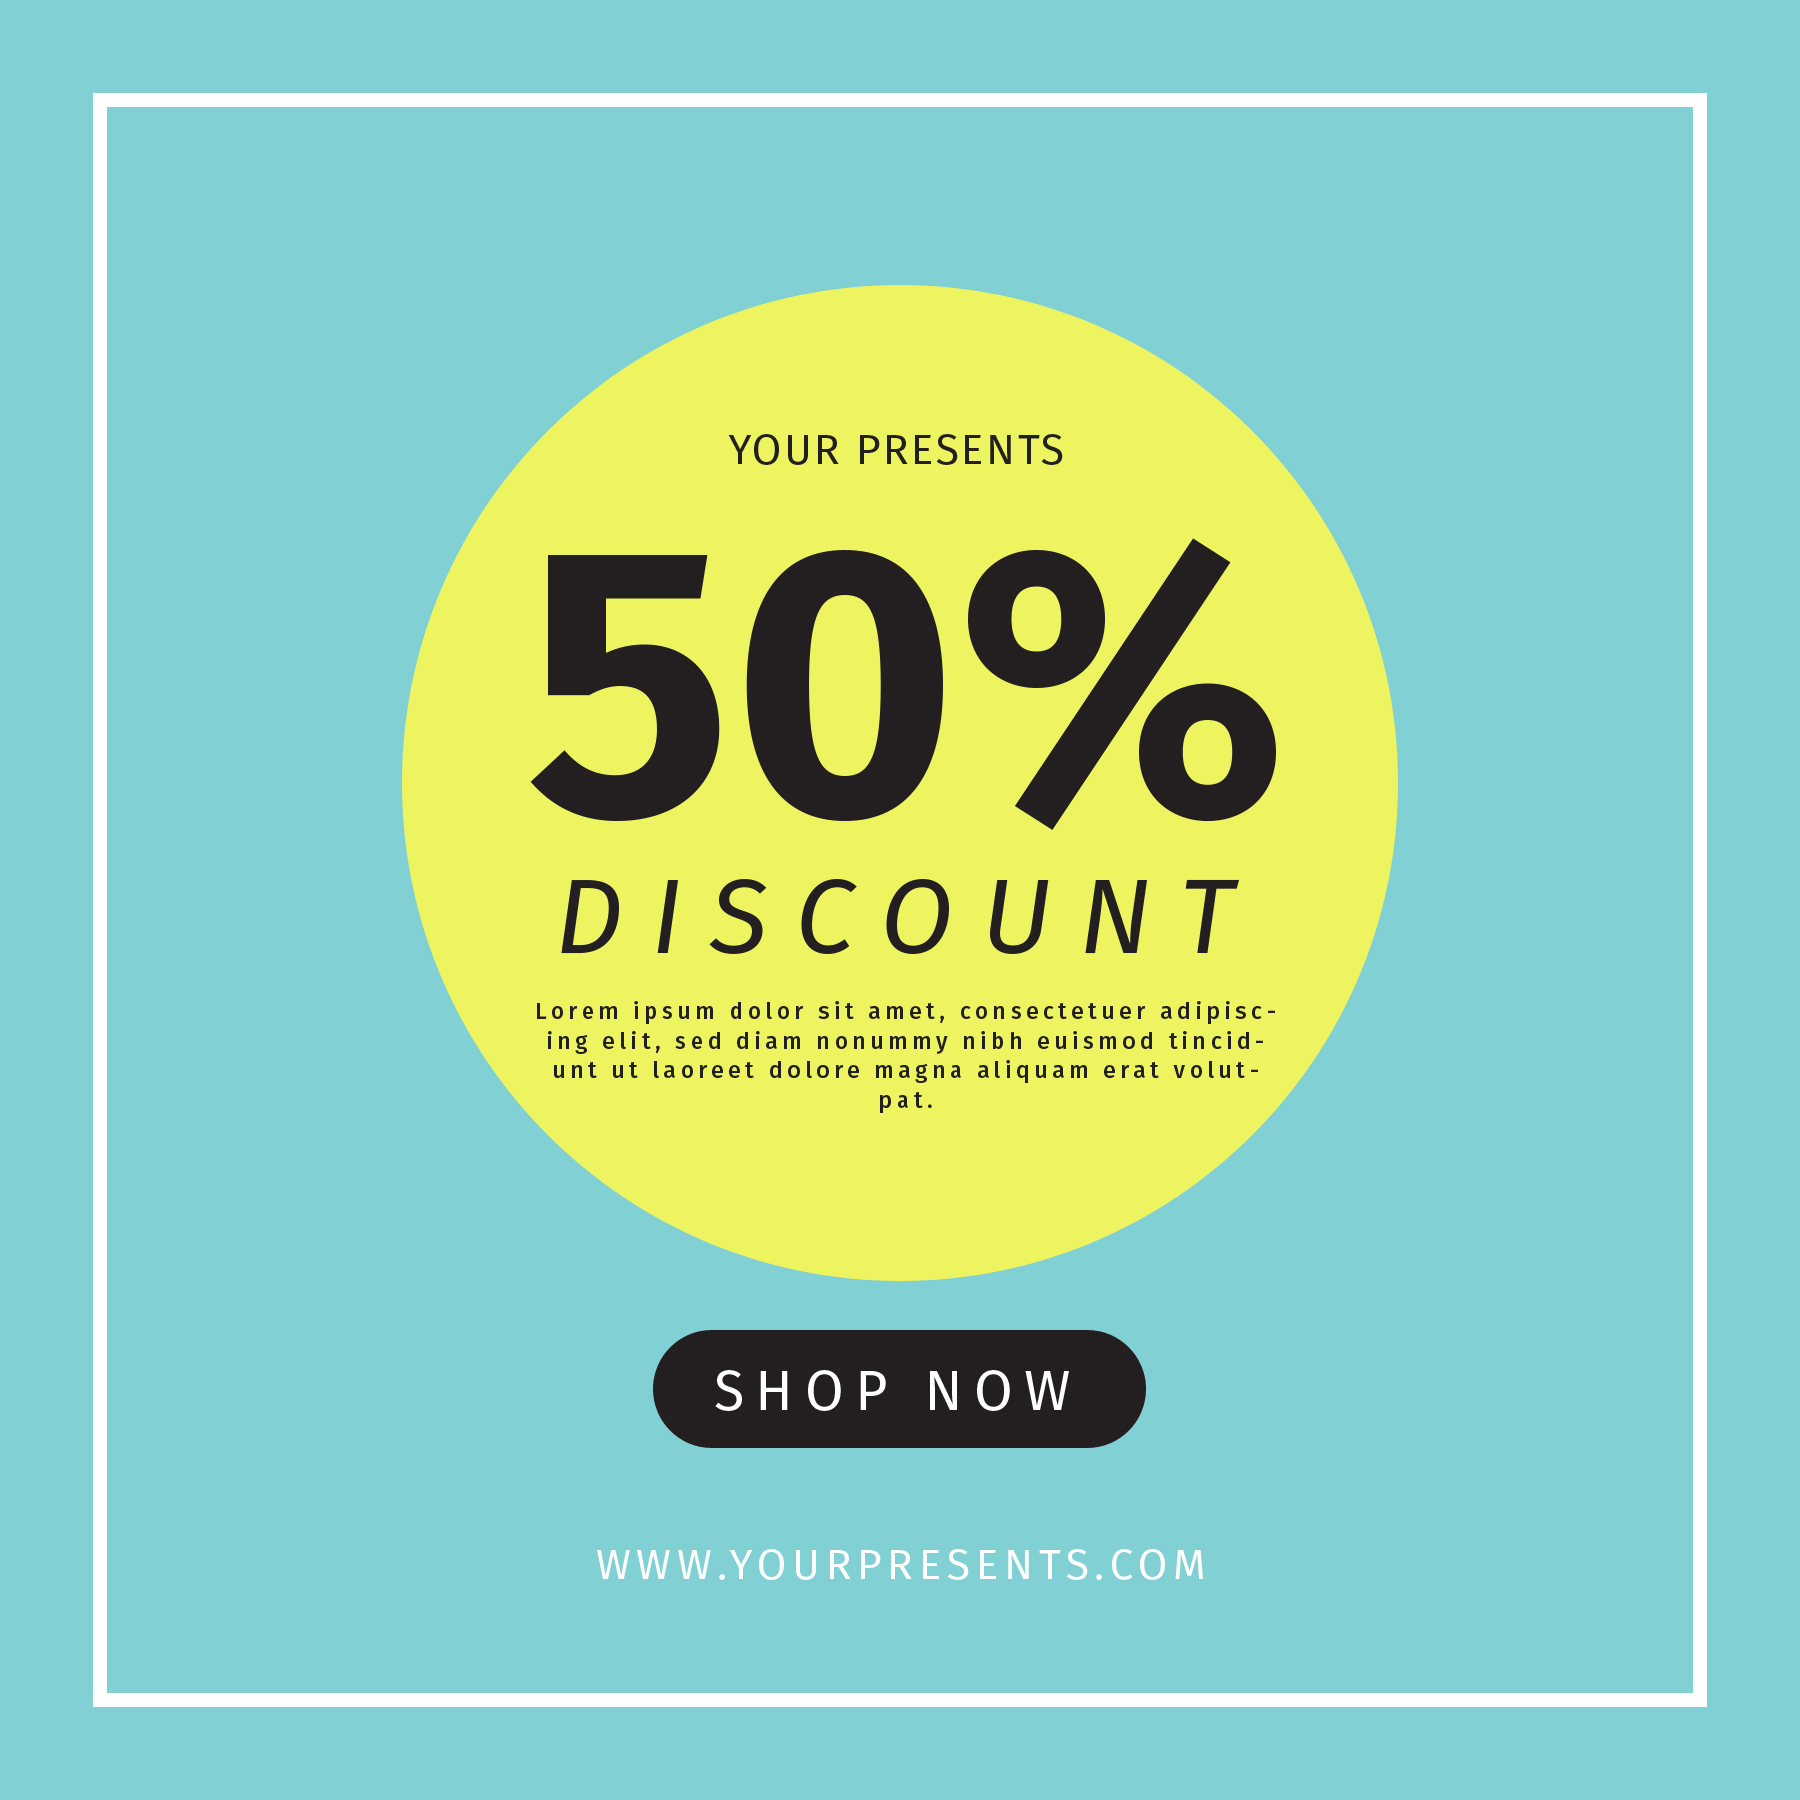 YOUR PRESENTS
50%
DISCOUNT
Lorem ipsum dolor sit amet, consectetuer adipisc-
ing elit, sed diam nonummy nibh euismod tincid-
unt ut laoreet dolore magna aliquam erat volut-
pat.
SHOP NOW
WWW.YOURPRESENTS.COM